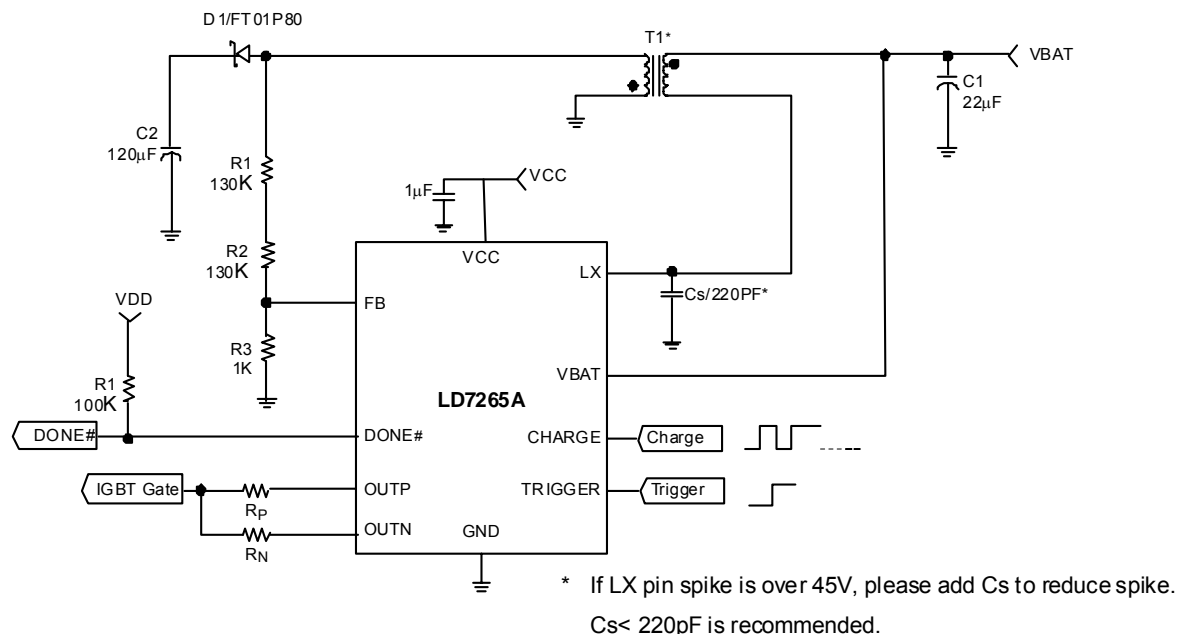 D1/FT01P80
T1*
VBAT
C1
22μF
C2
120μF
R1
130K
1μF
VCC
R2
130K
VCC
LX
Cs/220PF*
VDD
FB
R3
1K
VBAT
R1
100K
LD7265A
DONE#
DONE#
CHARGE
Charge
IGBT Gate
OUTP
TRIGGER
Trigger
RP
OUTN
GND
RN
* If LX pin spike is over 45V, please add Cs to reduce spike.
Cs< 220pF is recommended.